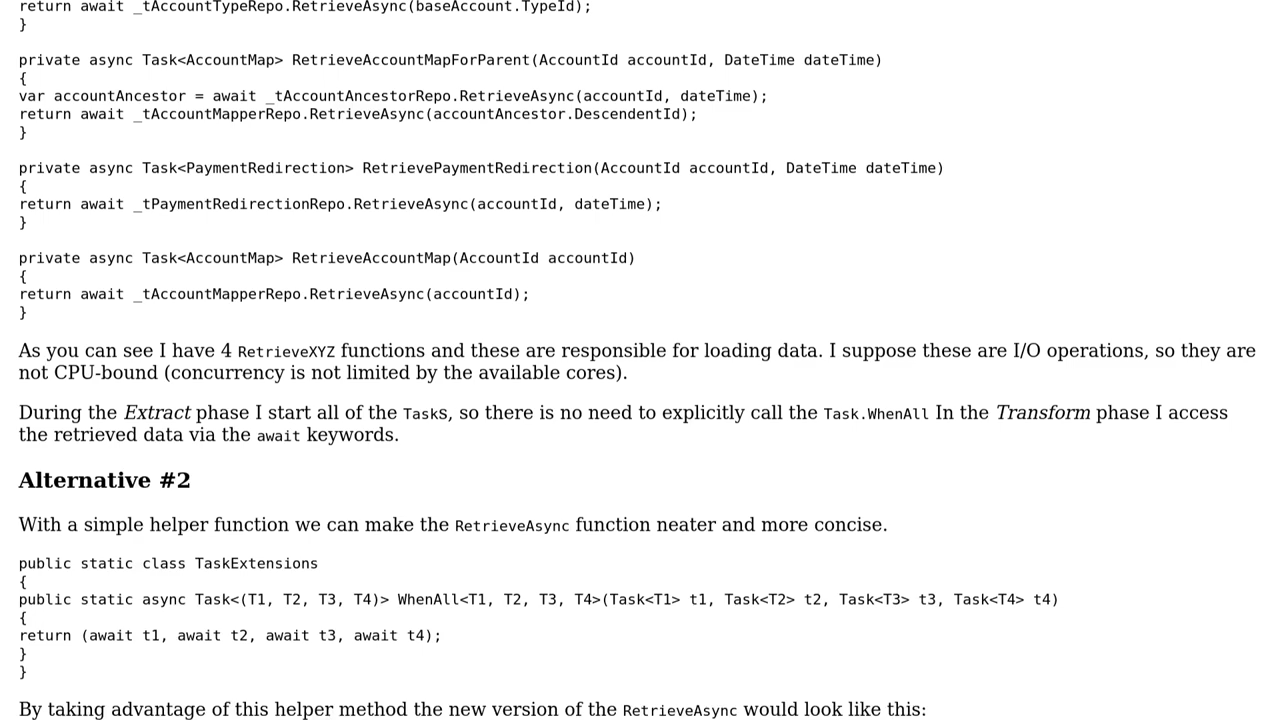 return await _tAccountTypeRepo.RetrieveAsync(baseAccount.TypeId);
}
private async Task<AccountMap> RetrieveAccountMapForParent(AccountId accountId, DateTime dateTime)
{
var accountAncestor = await _tAccountAncestorRepo.RetrieveAsync(accountId, dateTime);
return await _tAccountMapperRepo.RetrieveAsync(accountAncestor.DescendentId);
}
private async Task<PaymentRedirection> RetrievePaymentRedirection(AccountId accountId, DateTime dateTime)
{
return await _tPaymentRedirectionRepo.RetrieveAsync(accountId, dateTime);
}
private async Task<AccountMap> RetrieveAccountMap(AccountId accountId)
{
return await _tAccountMapperRepo.RetrieveAsync(accountId);
}
As you can see I have 4 RetrieveXYZ functions and these are responsible for loading data. I suppose these are I/O operations, so they are
not CPU-bound (concurrency is not limited by the available cores).
During the Extract phase I start all of the Tasks, so there is no need to explicitly call the Task.WhenAll In the Transform phase I access
the retrieved data via the await keywords.
Alternative #2
With a simple helper function we can make the RetrieveAsync function neater and more concise.
public static class TaskExtensions
{
public static async Task<(T1, T2, T3, T4)> WhenAll<T1, T2, T3, T4>(Task<T1> t1, Task<T2> t2, Task<T3> t3, Task<T4> t4)
{
return (await t1, await t2, await t3, await t4);
}
}
By taking advantage of this helper method the new version of the RetrieveAsync would look like this: